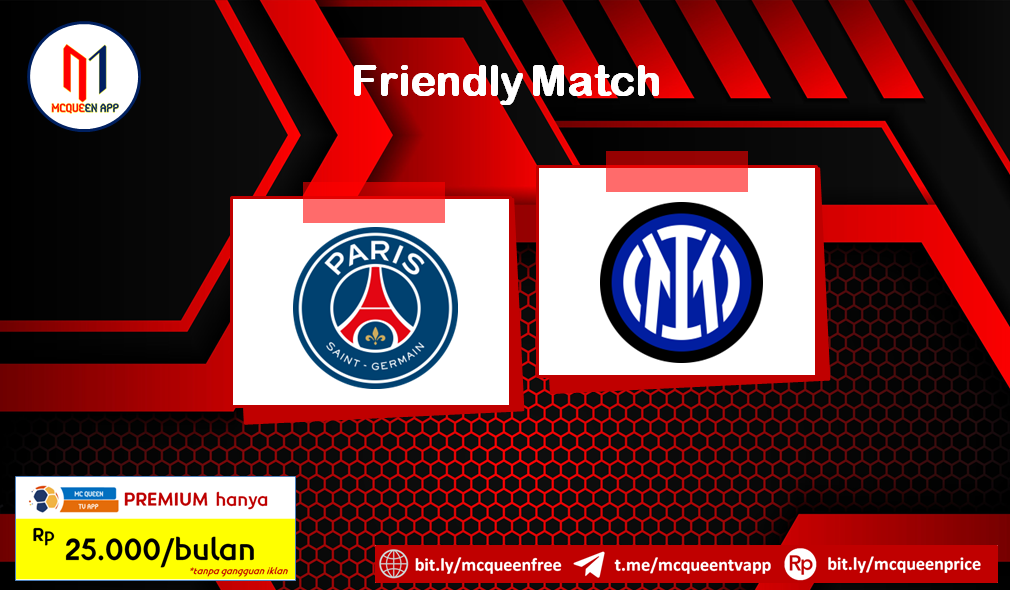 MCQUEEN APP
Friendly Match
PARIS
SAINT - GERMAIN
IM
MC QUEEN
TV APP
PREMIUM hanya
Rp 25.000/bulan
*tanpa gangguan iklan
bit.ly/mcqueenfree
t.me/mcqueentvapp
Rp
bit.ly/mcqueenprice